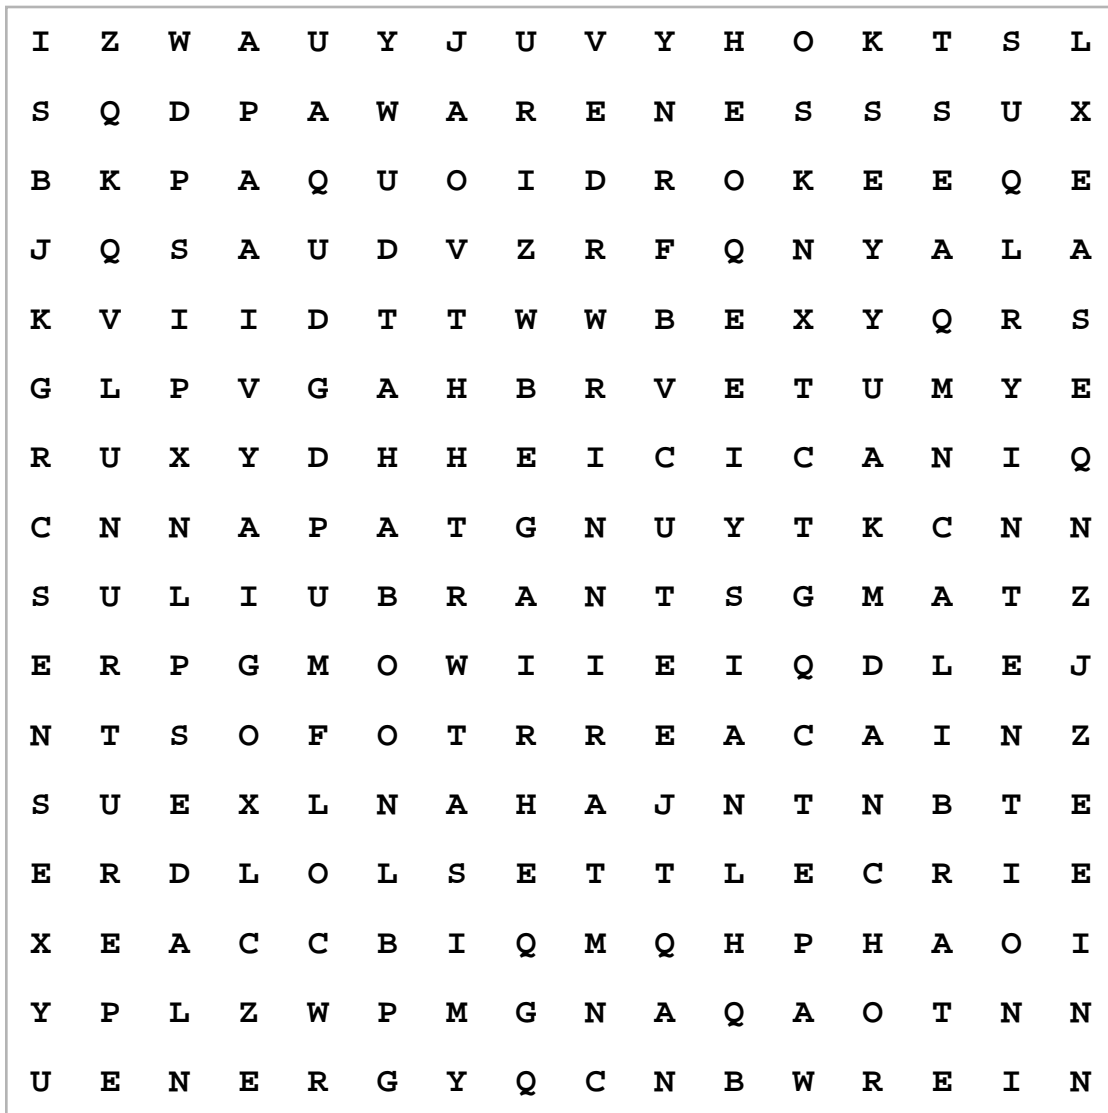 I Z W A U Y J U V Y H O K T S L
S Q D P A W A R E N E S S S U X
B K P A Q U O I D R O K E E Q E
J Q S A U D V Z R F Q N Y A L A
K V I I D T T W W B E X Y Q R S
G L P V G A H B R V E T U M Y E
R U X Y D H H E I C I C A N I Q
C N N A P A T G N U Y T K C N N
S U L I U B R A N T S G M A T Z
E R P G M O W I I E I Q D L E J
N T S O F O T R R E A C A I N Z
S U E X L N A H A J N T N B T E
E R D L O L S E T T L E C R I E
X E A C C B I Q M Q H P H A O I
Y P L Z W P M G N A Q A O T N N
U E N E R G Y Q C N B W R E I N